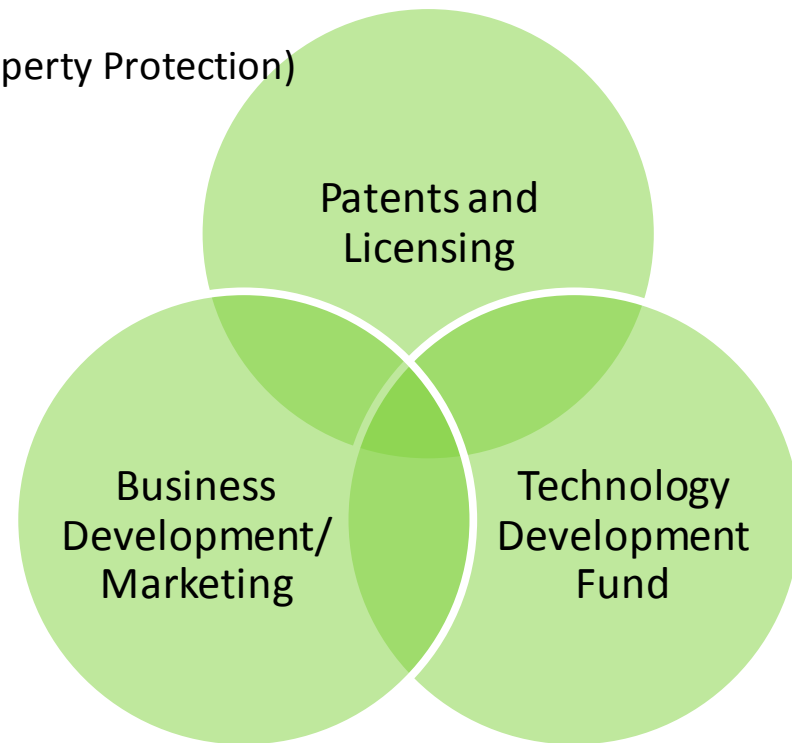 perty Protection)
Patents and
Licensing
Business
Development/
Marketing
Technology
Development
Fund